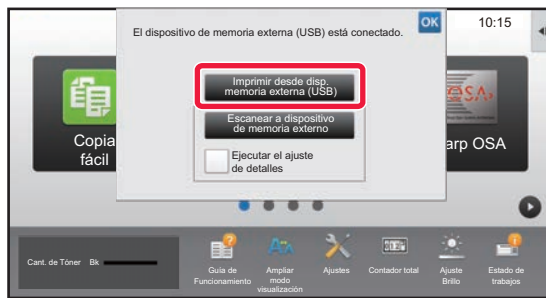 El dispositivo de memoria externa (USB) está conectado.
OK
10:15
Imprimir desde disp.
memoria externa (USB)
Escanear a dispositivo
de memoria externo
Ejecutar el ajuste
de detalles
Copia
fácil
OSA
arp OSA
Cant. de Tóner Bk
Guía de
Funcionamiento
Ampliar
modo
visualización
Ajustes
Contador total
Ajuste
Brillo
Estado de
trabajos